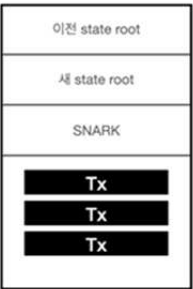 이전 state root
새 state root
SNARK
Tx
Tx
Tx